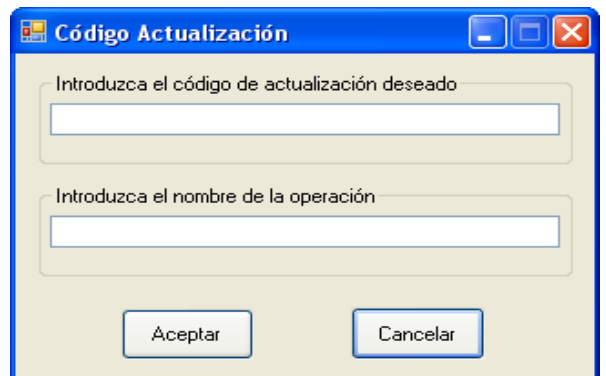 Código Actualización
Introduzca el código de actualización deseado
Introduzca el nombre de la operación
Aceptar Cancelar